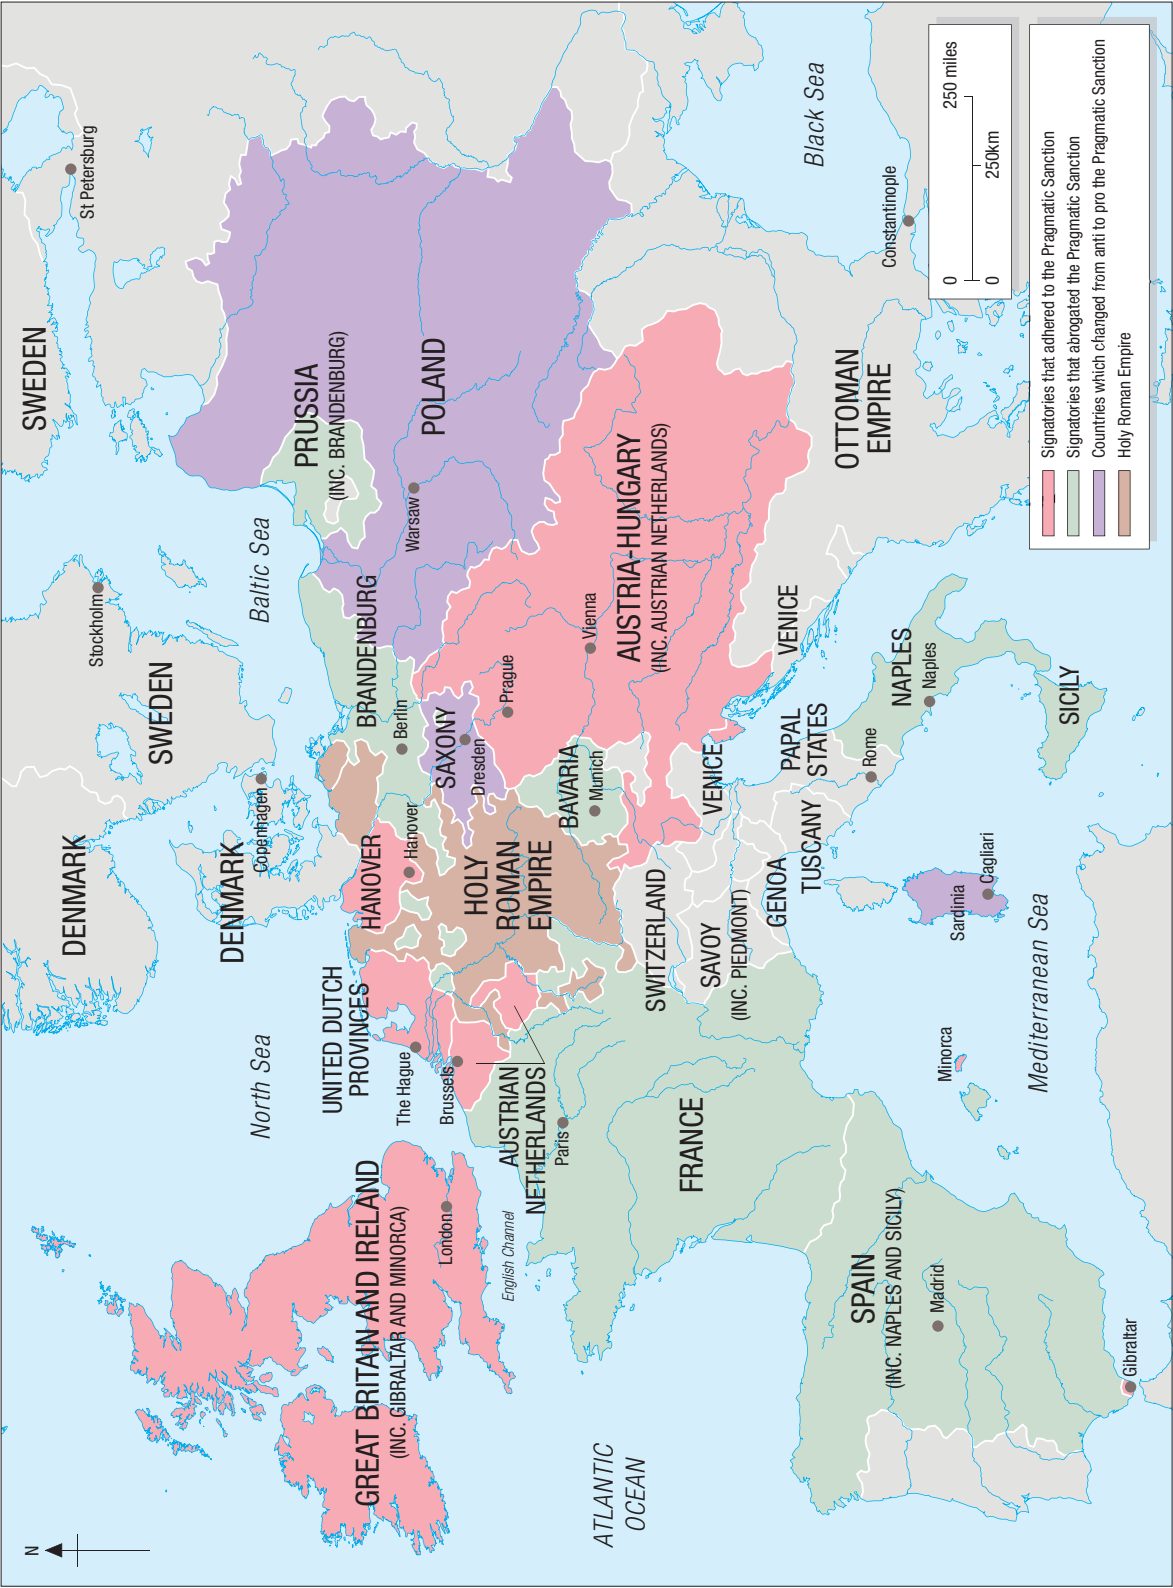 N
SWEDEN
St Petersburg
DENMARK
SWEDEN
Stockholm
DENMARK
Copenhagen
North Sea
Baltic Sea
GREAT BRITAIN AND IRELAND
(INC. GIBRALTAR AND MINORCA)
London
UNITED DUTCH
PROVINCES
The Hague
Brussels
HANOVER
Hanover
BRANDENBURG
Berlin
PRUSSIA
(INC. BRANDENBURG)
POLAND
Warsaw
SAXONY
Dresden
Prague
HOLY
ROMAN
EMPIRE
AUSTRIAN
NETHERLANDS
English Channel
Paris
BAVARIA
Munich
Vienna
AUSTRIA-HUNGARY
(INC. AUSTRIAN NETHERLANDS)
ATLANTIC
OCEAN
FRANCE
SWITZERLAND
SAVOY
(INC. PIEDMONT)
GENOA
TUSCANY
VENICE
VENICE
PAPAL
STATES
Rome
OTTOMAN
EMPIRE
Black Sea
Constantinople
SPAIN
(INC. NAPLES AND SICILY)
Madrid
Gibraltar
Minorca
Mediterranean Sea
Sardinia
Cagliari
NAPLES
Naples
SICILY
0
250 miles
0
250km
Signatories that adhered to the Pragmatic Sanction
Signatories that abrogated the Pragmatic Sanction
Countries which changed from anti to pro the Pragmatic Sanction
Holy Roman Empire